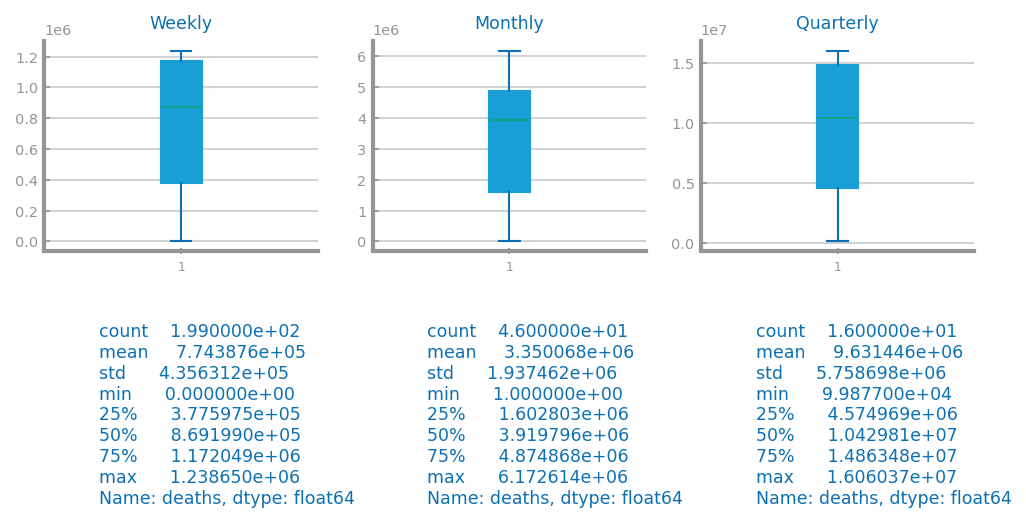 Weekly
1e6
1.2
1.0
0.8
0.6
0.4
0.2
0.0
1
Monthly
1e6
6
5
4
3
2
1
0
1
Quarterly
1e7
1.5
1.0
0.5
0.0
1
count 1.990000e+02
mean 7.743876e+05
std 4.356312e+05
min 0.000000e+00
25% 3.775975e+05
50% 8.691990e+05
75% 1.172049e+06
max 1.238650e+06
Name: deaths, dtype: float64
count 4.600000e+01
mean 3.350068e+06
std 1.937462e+06
min 1.000000e+00
25% 1.602803e+06
50% 3.919796e+06
75% 4.874868e+06
max 6.172614e+06
Name: deaths, dtype: float64
count 1.600000e+01
mean 9.631446e+06
std 5.758698e+06
min 9.987700e+04
25% 4.574969e+06
50% 1.042981e+07
75% 1.486348e+07
max 1.606037e+07
Name: deaths, dtype: float64